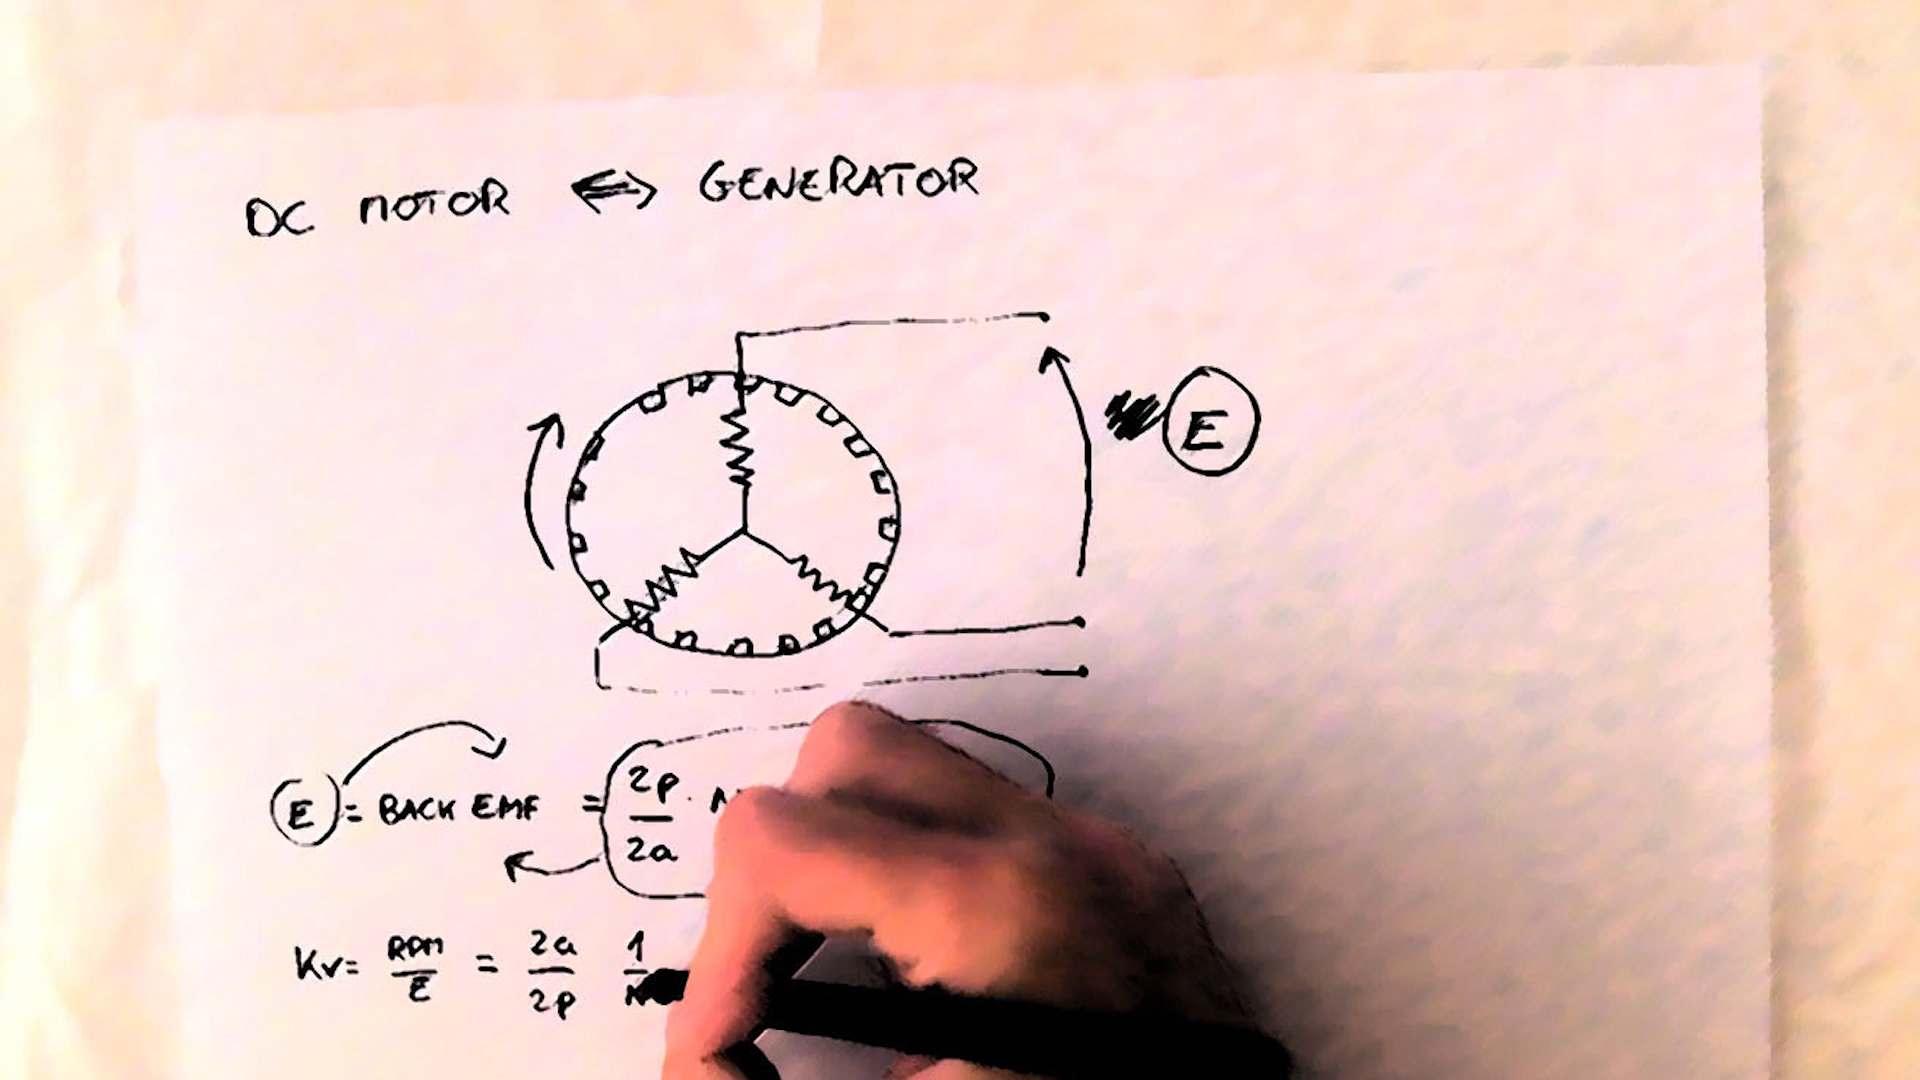 DC MOTOR <-> GENERATOR
E
E = BACK EMF = 2p/2a · N
Kv = RPM/E = 2a/2p 1/N